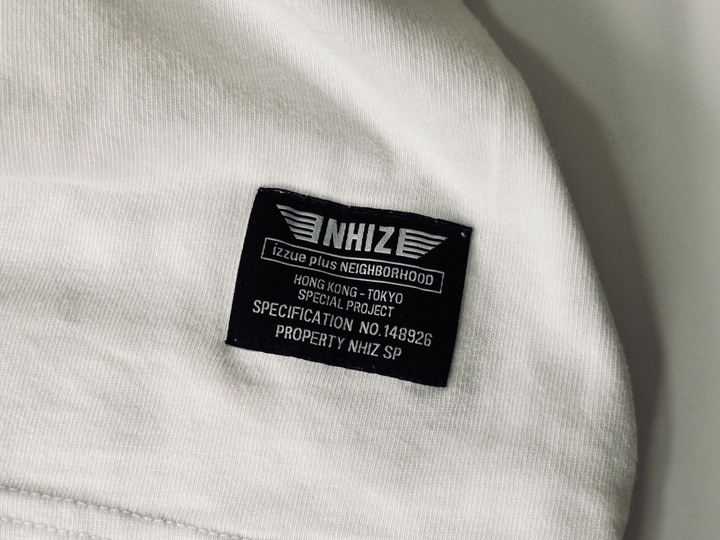 NHIZ
izzue plus NEIGHBORHOOD
HONG KONG - TOKYO
SPECIAL PROJECT
SPECIFICATION NO.148926
PROPERTY NHIZ SP